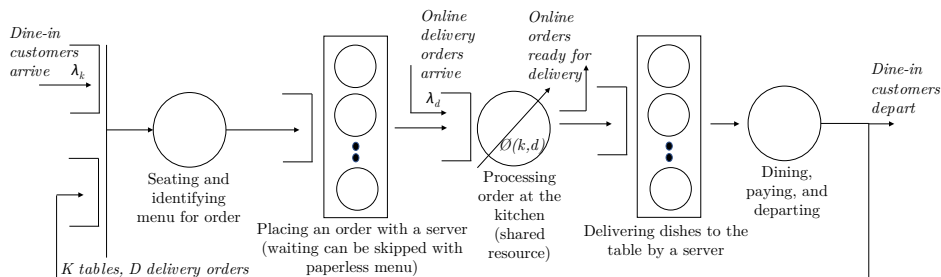 Dine-in
customers
arrive
λk
Seating and
identifying
menu for order
K tables, D delivery orders
Placing an order with a server
(waiting can be skipped with
paperless menu)
Online
delivery
orders
arrive
λd
Online
orders
ready for
delivery
Ø(k,d)
Processing
order at the
kitchen
(shared
resource)
Delivering dishes to the
table by a server
Dining,
paying, and
departing
Dine-in
customers
depart